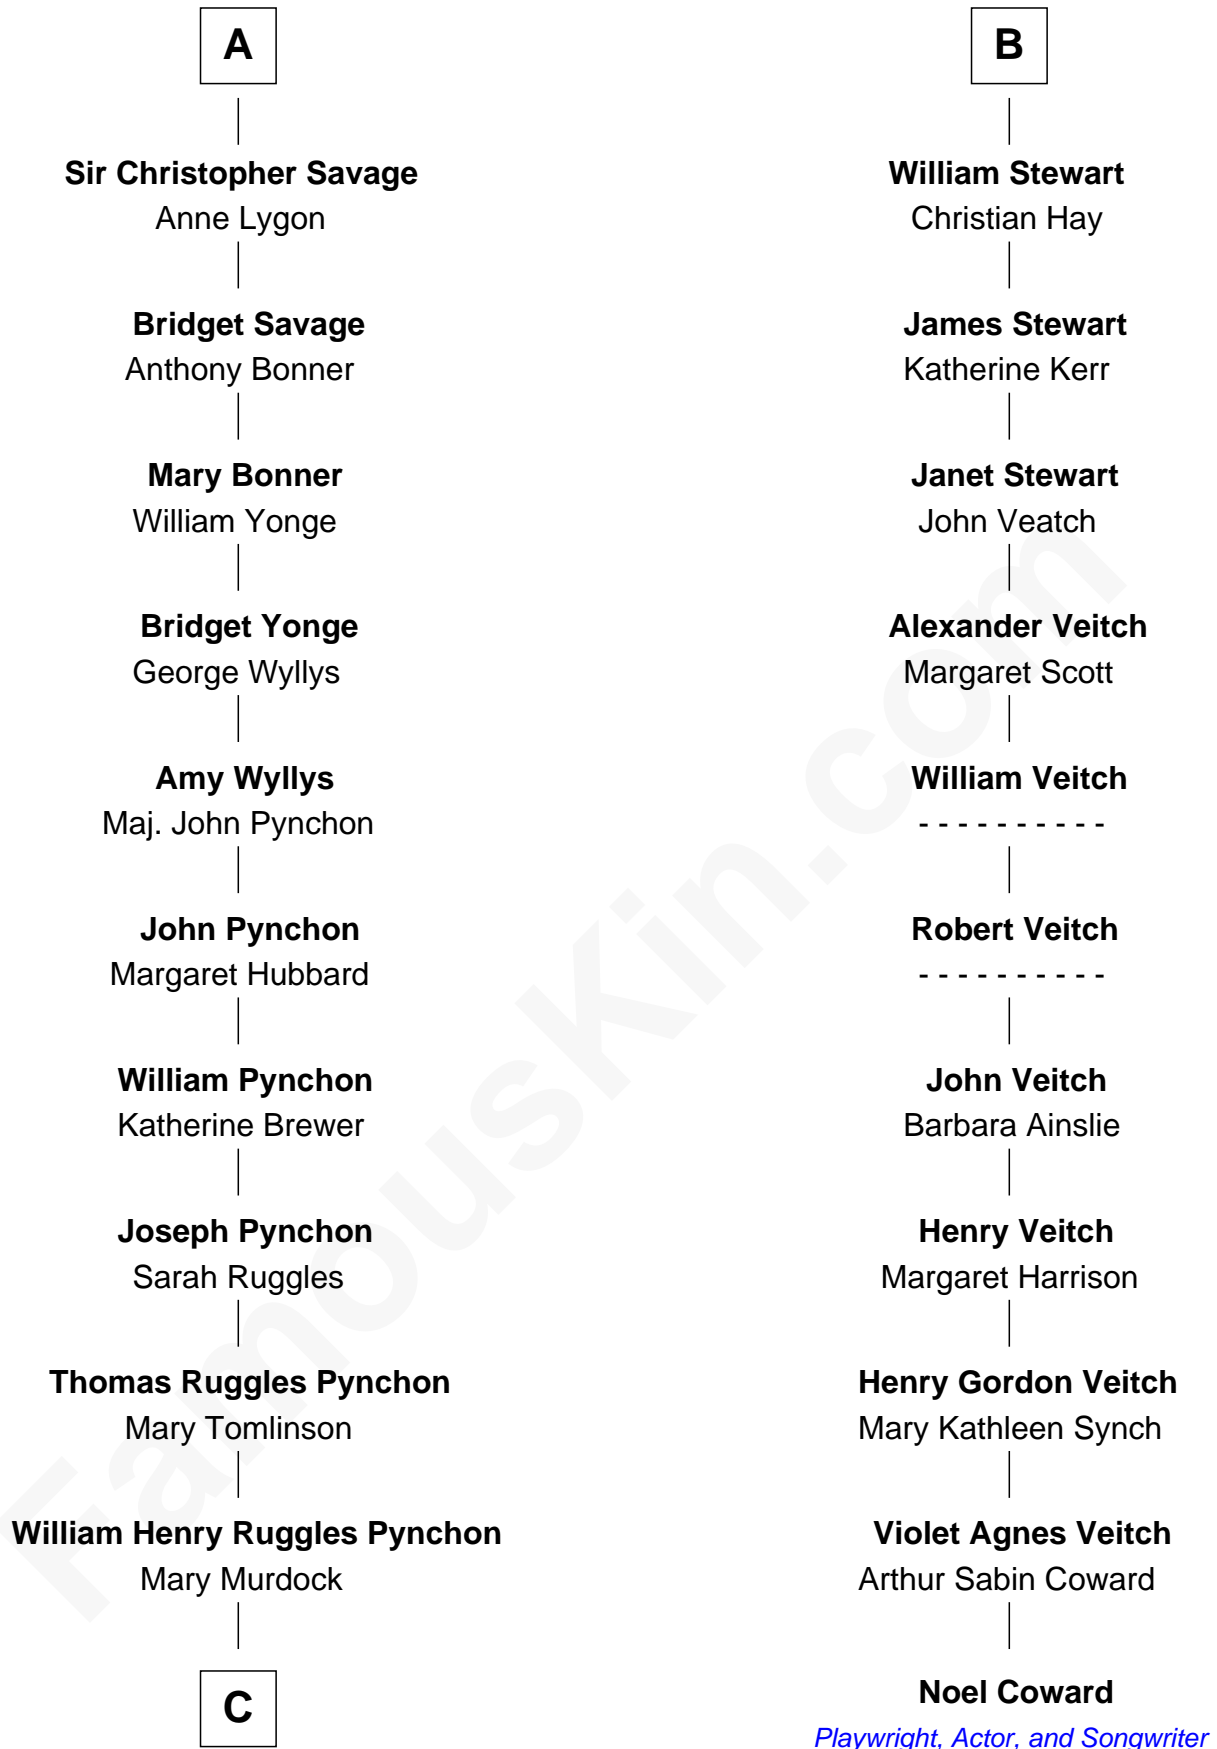 A
Sir Christopher Savage
Anne Lygon
Bridget Savage
Anthony Bonner
Mary Bonner
William Yonge
Bridget Yonge
George Wyllys
Amy Wyllys
Maj. John Pynchon
John Pynchon
Margaret Hubbard
William Pynchon
Katherine Brewer
Joseph Pynchon
Sarah Ruggles
Thomas Ruggles Pynchon
Mary Tomlinson
William Henry Ruggles Pynchon
Mary Murdock
C
B
William Stewart
Christian Hay
James Stewart
Katherine Kerr
Janet Stewart
John Veatch
Alexander Veitch
Margaret Scott
William Veitch
- - - - - - - - - -
Robert Veitch
- - - - - - - - - -
John Veitch
Barbara Ainslie
Henry Veitch
Margaret Harrison
Henry Gordon Veitch
Mary Kathleen Synch
Violet Agnes Veitch
Arthur Sabin Coward
Noel Coward
Playwright, Actor, and Songwriter
FamousKin.com